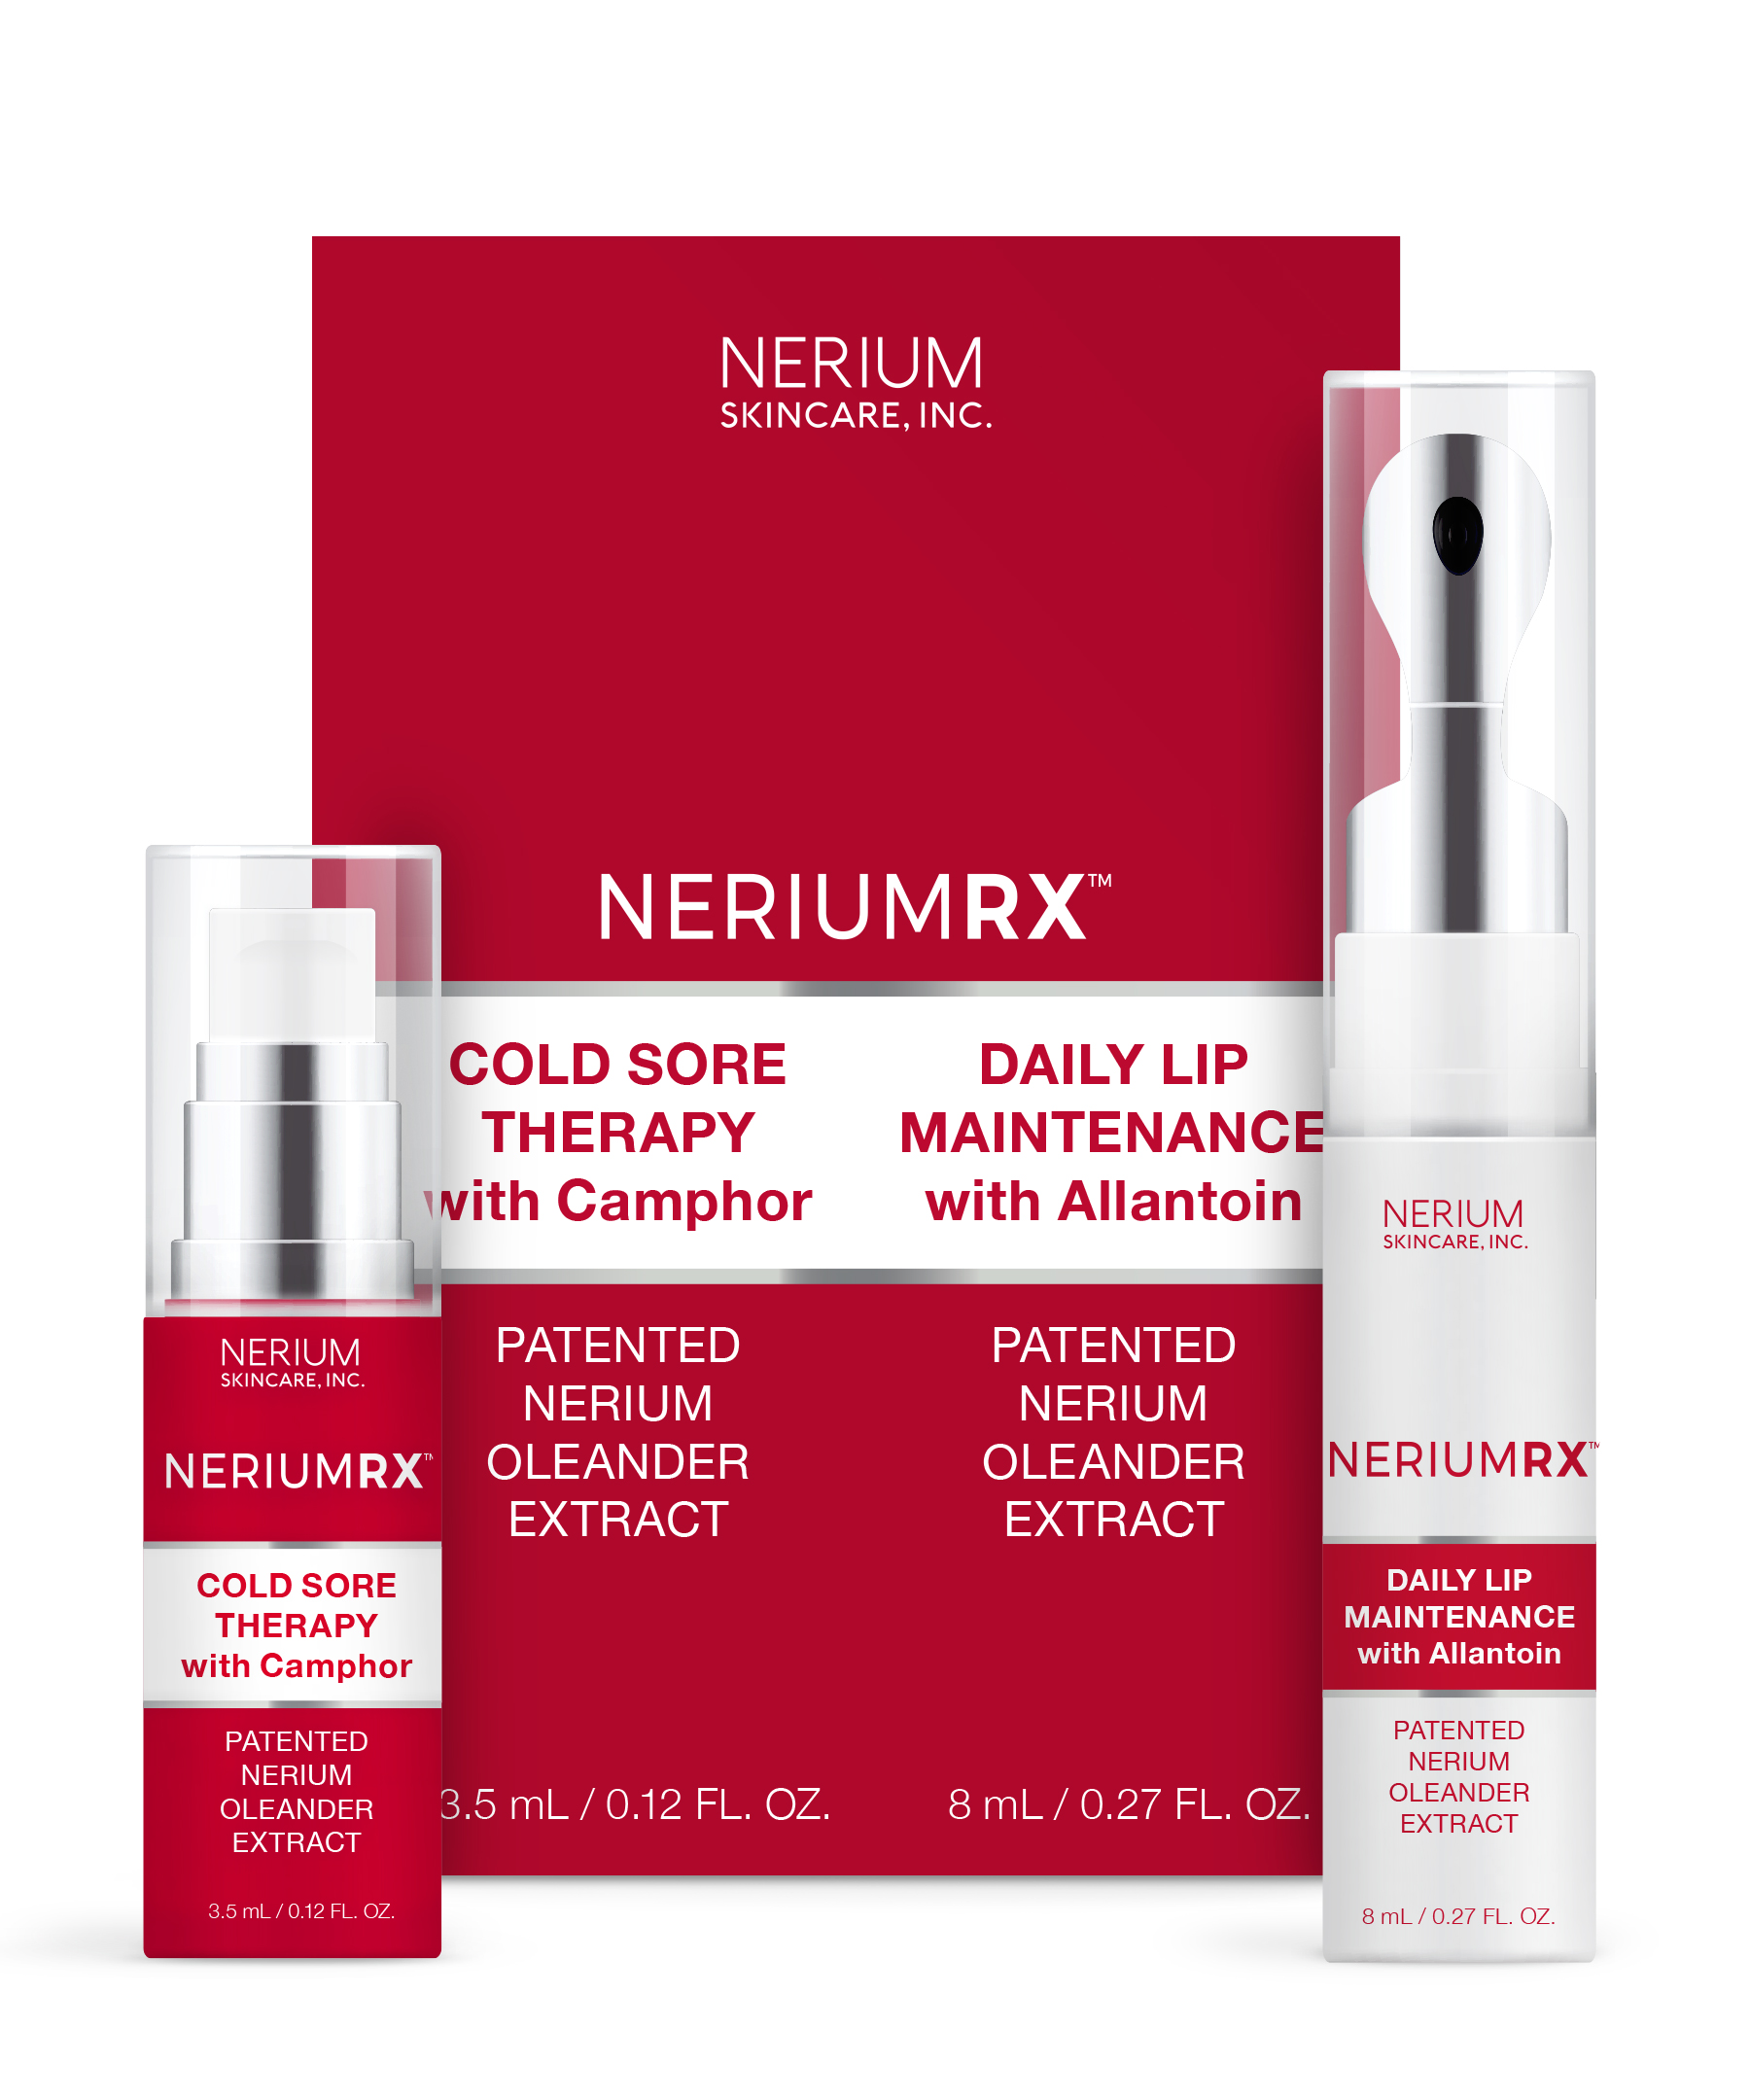 NERIUM
SKINCARE, INC.
NERIUMRX™
COLD SORE
THERAPY
with Camphor
DAILY LIP
MAINTENANCE
with Allantoin
PATENTED
NERIUM
OLEANDER
EXTRACT
PATENTED
NERIUM
OLEANDER
EXTRACT
3.5 mL / 0.12 FL. OZ.
8 mL / 0.27 FL. OZ.
NERIUM
SKINCARE, INC.
NERIUMRX™
COLD SORE
THERAPY
with Camphor
PATENTED
NERIUM
OLEANDER
EXTRACT
3.5 mL / 0.12 FL. OZ.
NERIUM
SKINCARE, INC.
NERIUMRX™
DAILY LIP
MAINTENANCE
with Allantoin
PATENTED
NERIUM
OLEANDER
EXTRACT
8 mL / 0.27 FL. OZ.